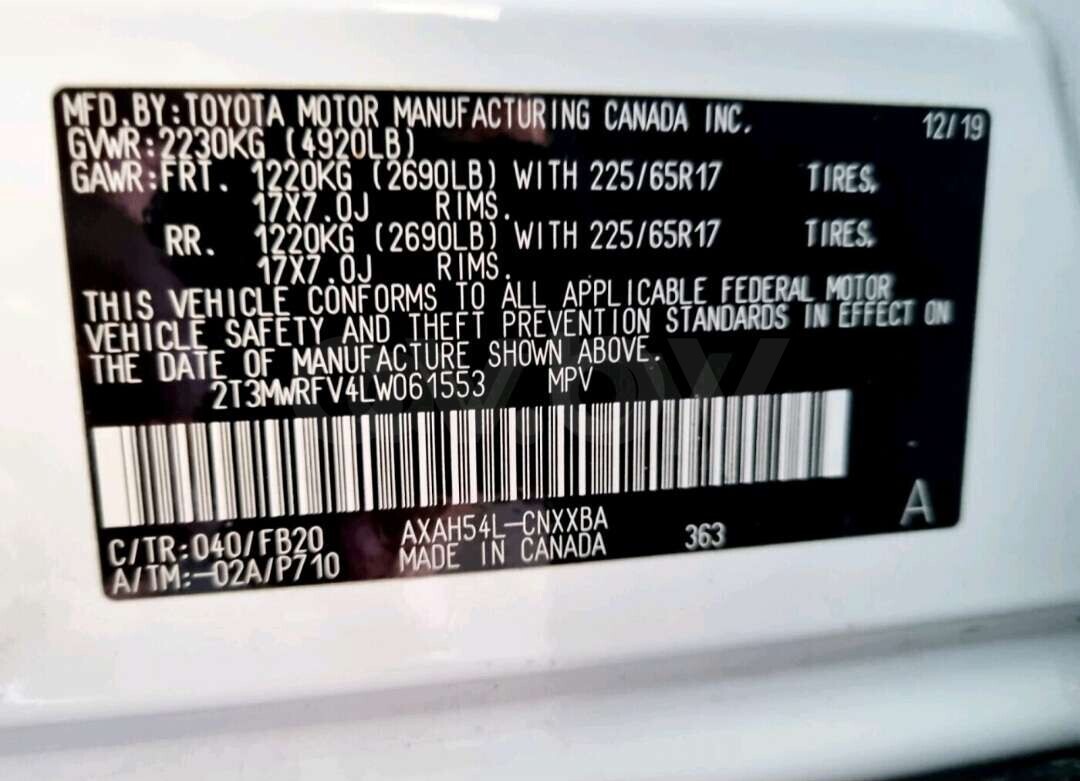 MFD.BY:TOYOTA MOTOR MANUFACTURING CANADA INC. 12/19
GVWR:2230KG (4920LB)
GAWR:FRT. 1220KG (2690LB) WITH 225/65R17 TIRES,
17X7.0J RIMS.
RR. 1220KG (2690LB) WITH 225/65R17 TIRES,
17X7.0J RIMS.
THIS VEHICLE CONFORMS TO ALL APPLICABLE FEDERAL MOTOR
VEHICLE SAFETY AND THEFT PREVENTION STANDARDS IN EFFECT ON
THE DATE OF MANUFACTURE SHOWN ABOVE.
2T3MWRFV4LW061553 MPV
C/TR:040/FB20 AXAH54L-CNXXBA 363 A
A/TM:-02A/P710 MADE IN CANADA